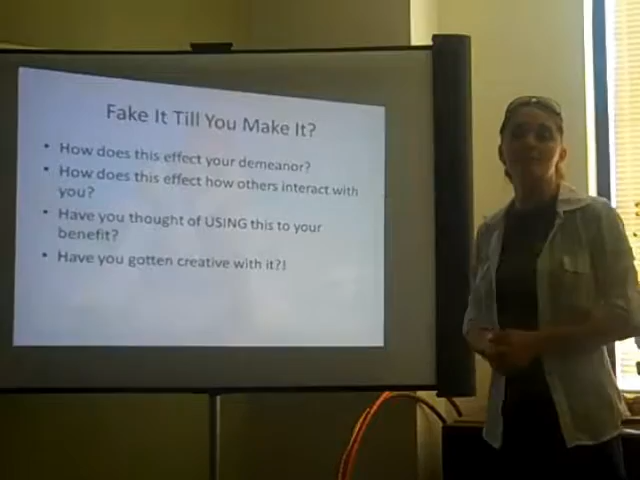 Fake It Till You Make It?
• How does this effect your demeanor?
• How does this effect how others interact with
you?
• Have you thought of USING this to your
benefit?
• Have you gotten creative with it?!